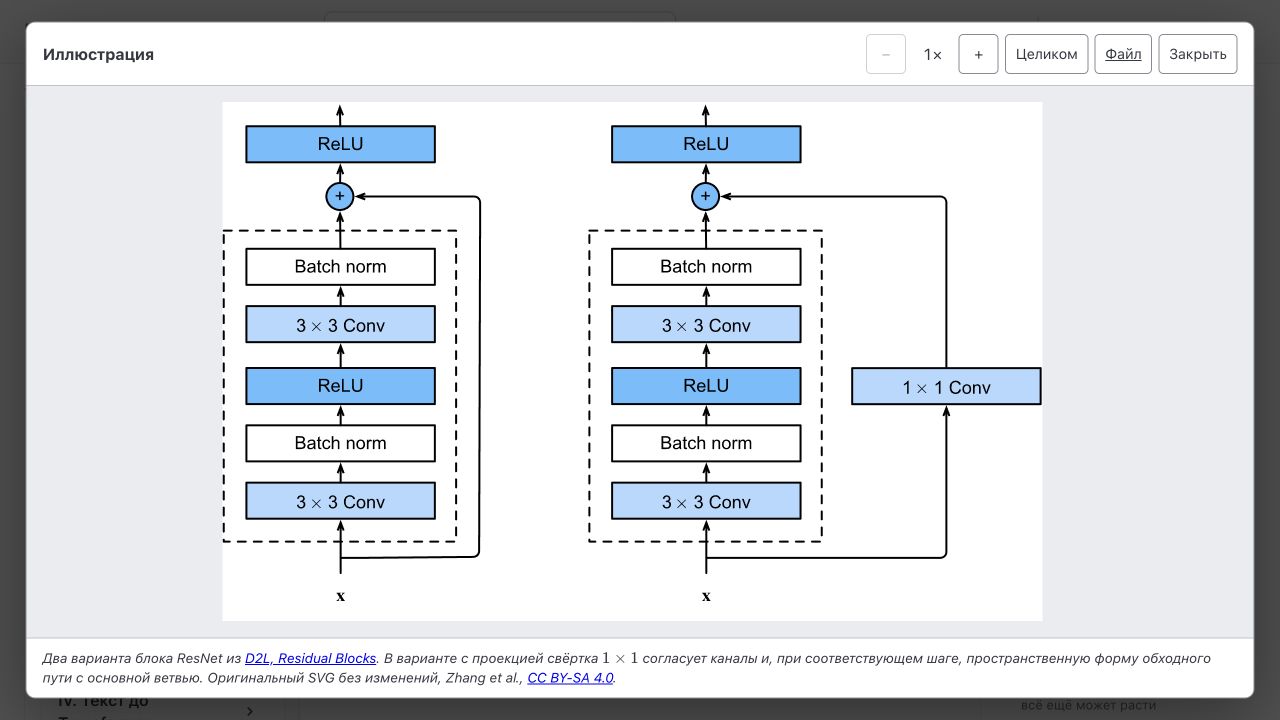 Иллюстрация
−
1×
+
Целиком
Файл
Закрыть
ReLU
+
Batch norm
3 × 3 Conv
ReLU
Batch norm
3 × 3 Conv
x
ReLU
+
Batch norm
3 × 3 Conv
ReLU
1 × 1 Conv
Batch norm
3 × 3 Conv
x
Два варианта блока ResNet из D2L, Residual Blocks. В варианте с проекцией свёртка 1 × 1 согласует каналы и, при соответствующем шаге, пространственную форму обходного
пути с основной ветвью. Оригинальный SVG без изменений, Zhang et al., CC BY-SA 4.0.
IV. Текст до
всё ещё может расти